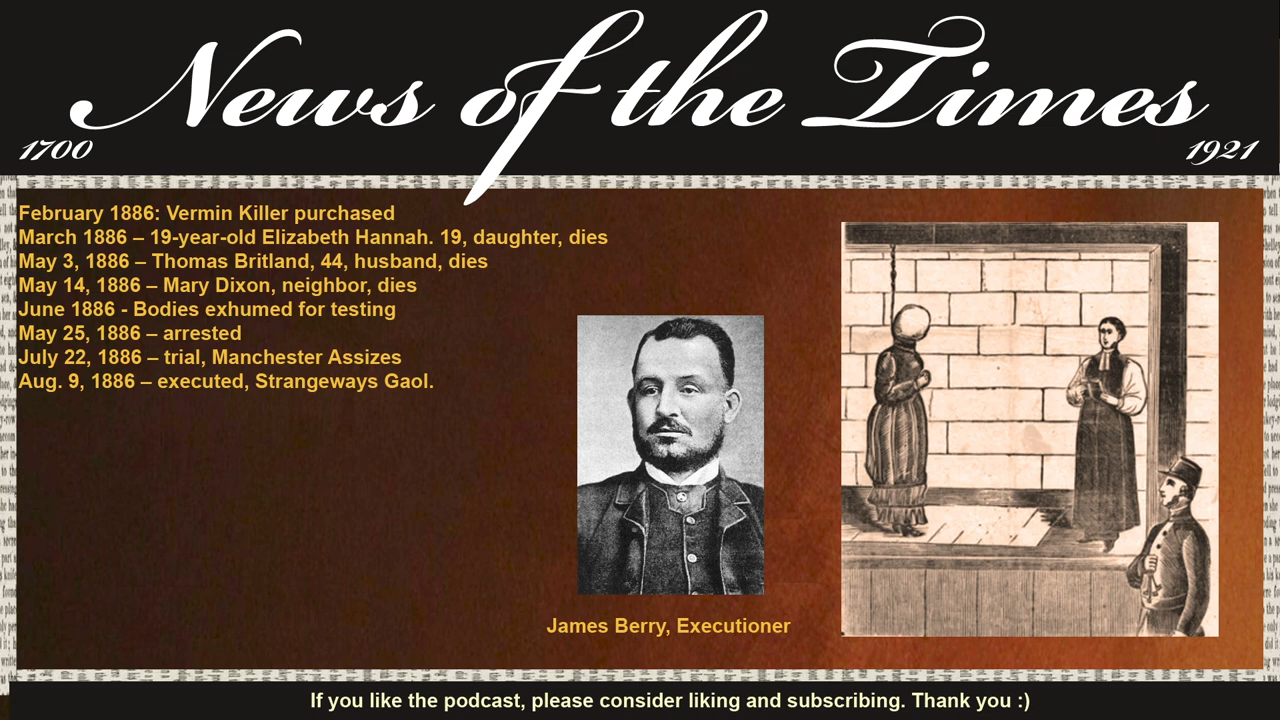 News of the Times
1700
1921
February 1886: Vermin Killer purchased
March 1886 – 19-year-old Elizabeth Hannah. 19, daughter, dies
May 3, 1886 – Thomas Britland, 44, husband, dies
May 14, 1886 – Mary Dixon, neighbor, dies
June 1886 - Bodies exhumed for testing
May 25, 1886 – arrested
July 22, 1886 – trial, Manchester Assizes
Aug. 9, 1886 – executed, Strangeways Gaol.
James Berry, Executioner
If you like the podcast, please consider liking and subscribing. Thank you :)